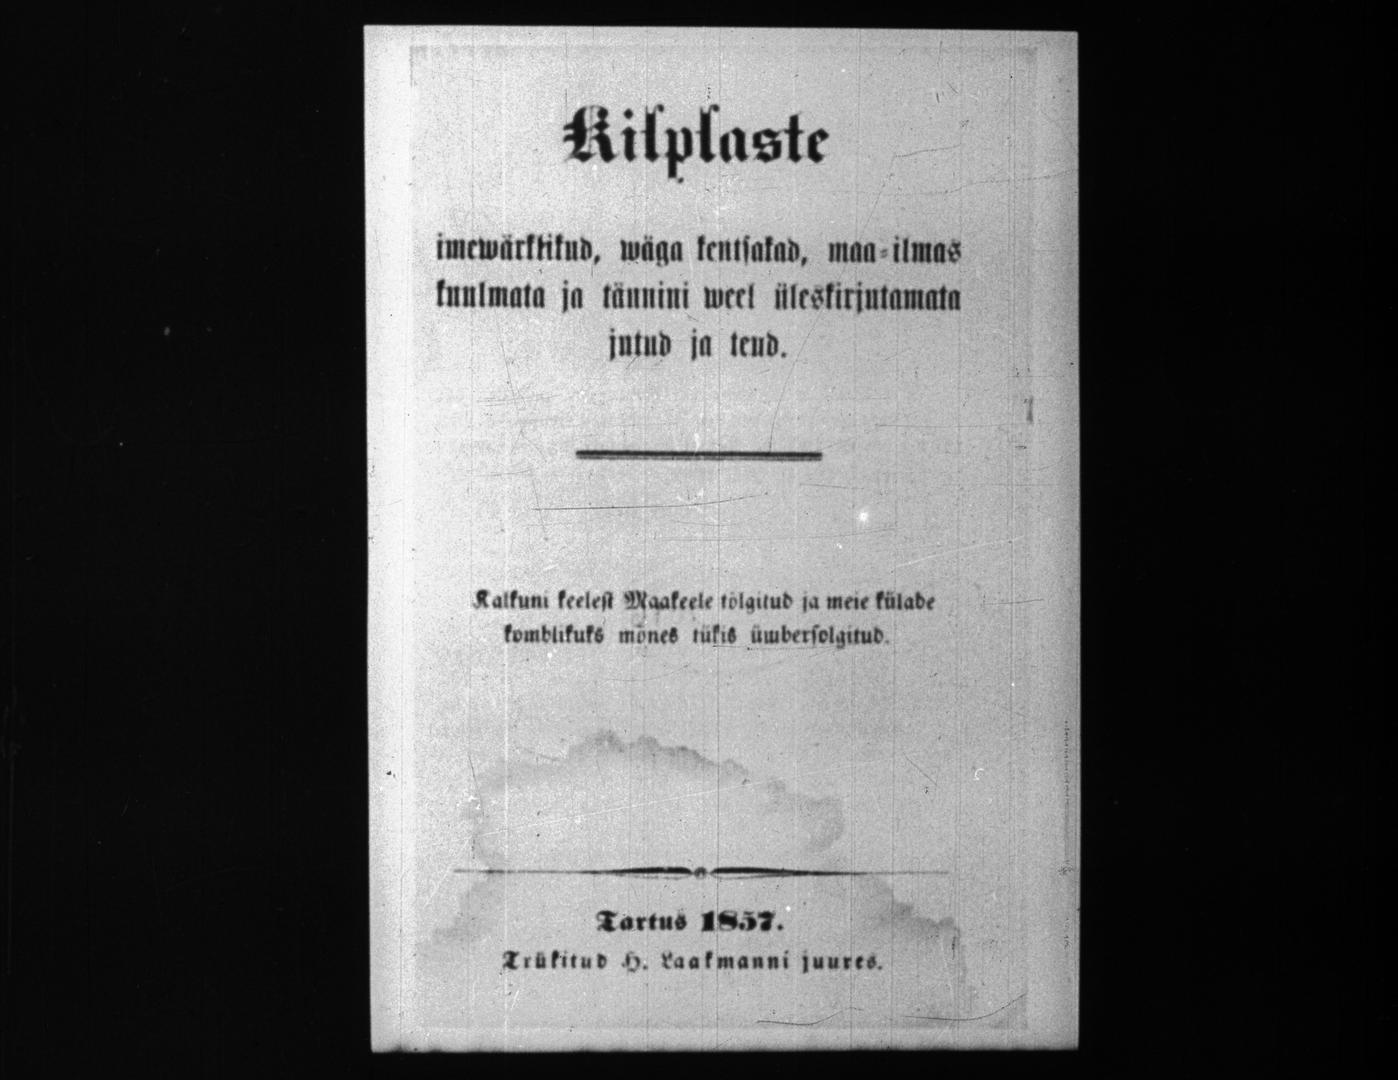 Kilplaste
imewärklikud, wäga kentsakad, maa-ilmas
kuulmata ja tännini weel üleskirjutamata
jutud ja teud.
Kalkuni keelest Maakeele tölgitud ja meie külade
komblikuks mönes tükis ümbersolgitud.
Tartus 1857.
Trükitud H. Laakmanni juures.